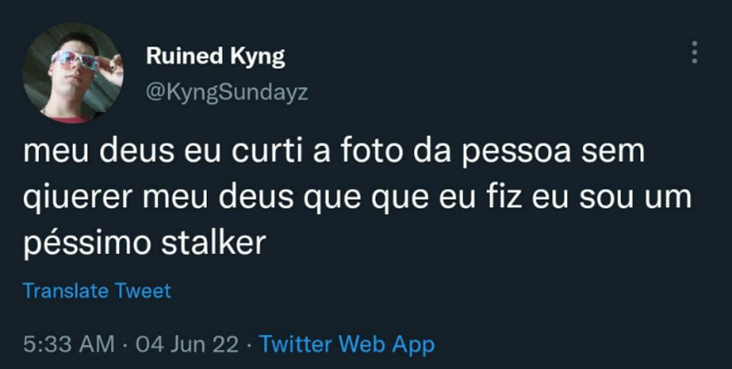 Ruined Kyng
@KyngSundayz
meu deus eu curti a foto da pessoa sem
qiuerer meu deus que que eu fiz eu sou um
péssimo stalker
Translate Tweet
5:33 AM · 04 Jun 22 · Twitter Web App